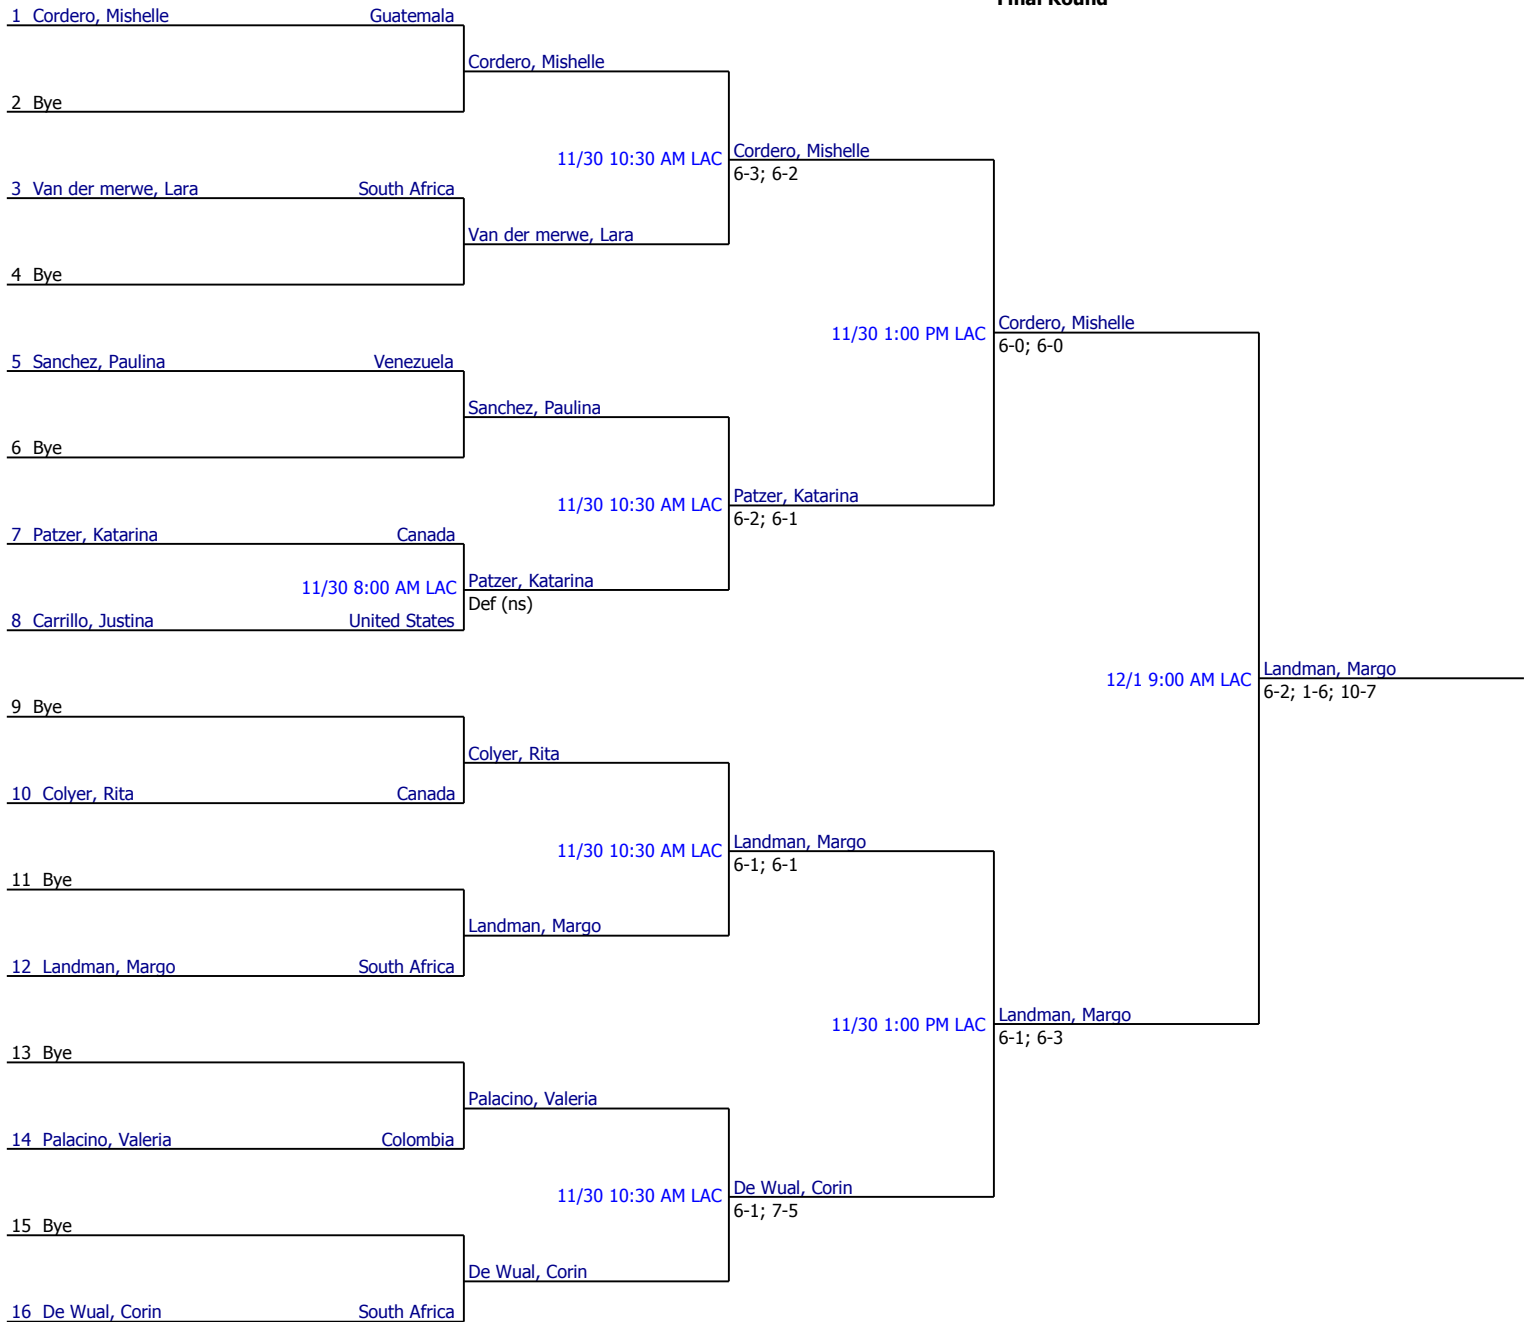 Final Round
1 Cordero, Mishelle Guatemala
Cordero, Mishelle
2 Bye
11/30 10:30 AM LAC Cordero, Mishelle
6-3; 6-2
3 Van der merwe, Lara South Africa
Van der merwe, Lara
4 Bye
11/30 1:00 PM LAC Cordero, Mishelle
6-0; 6-0
5 Sanchez, Paulina Venezuela
Sanchez, Paulina
6 Bye
11/30 10:30 AM LAC Patzer, Katarina
6-2; 6-1
7 Patzer, Katarina Canada
11/30 8:00 AM LAC Patzer, Katarina
Def (ns)
8 Carrillo, Justina United States
12/1 9:00 AM LAC Landman, Margo
6-2; 1-6; 10-7
9 Bye
Colyer, Rita
10 Colyer, Rita Canada
11/30 10:30 AM LAC Landman, Margo
6-1; 6-1
11 Bye
Landman, Margo
12 Landman, Margo South Africa
11/30 1:00 PM LAC Landman, Margo
6-1; 6-3
13 Bye
Palacino, Valeria
14 Palacino, Valeria Colombia
11/30 10:30 AM LAC De Wual, Corin
6-1; 7-5
15 Bye
De Wual, Corin
16 De Wual, Corin South Africa